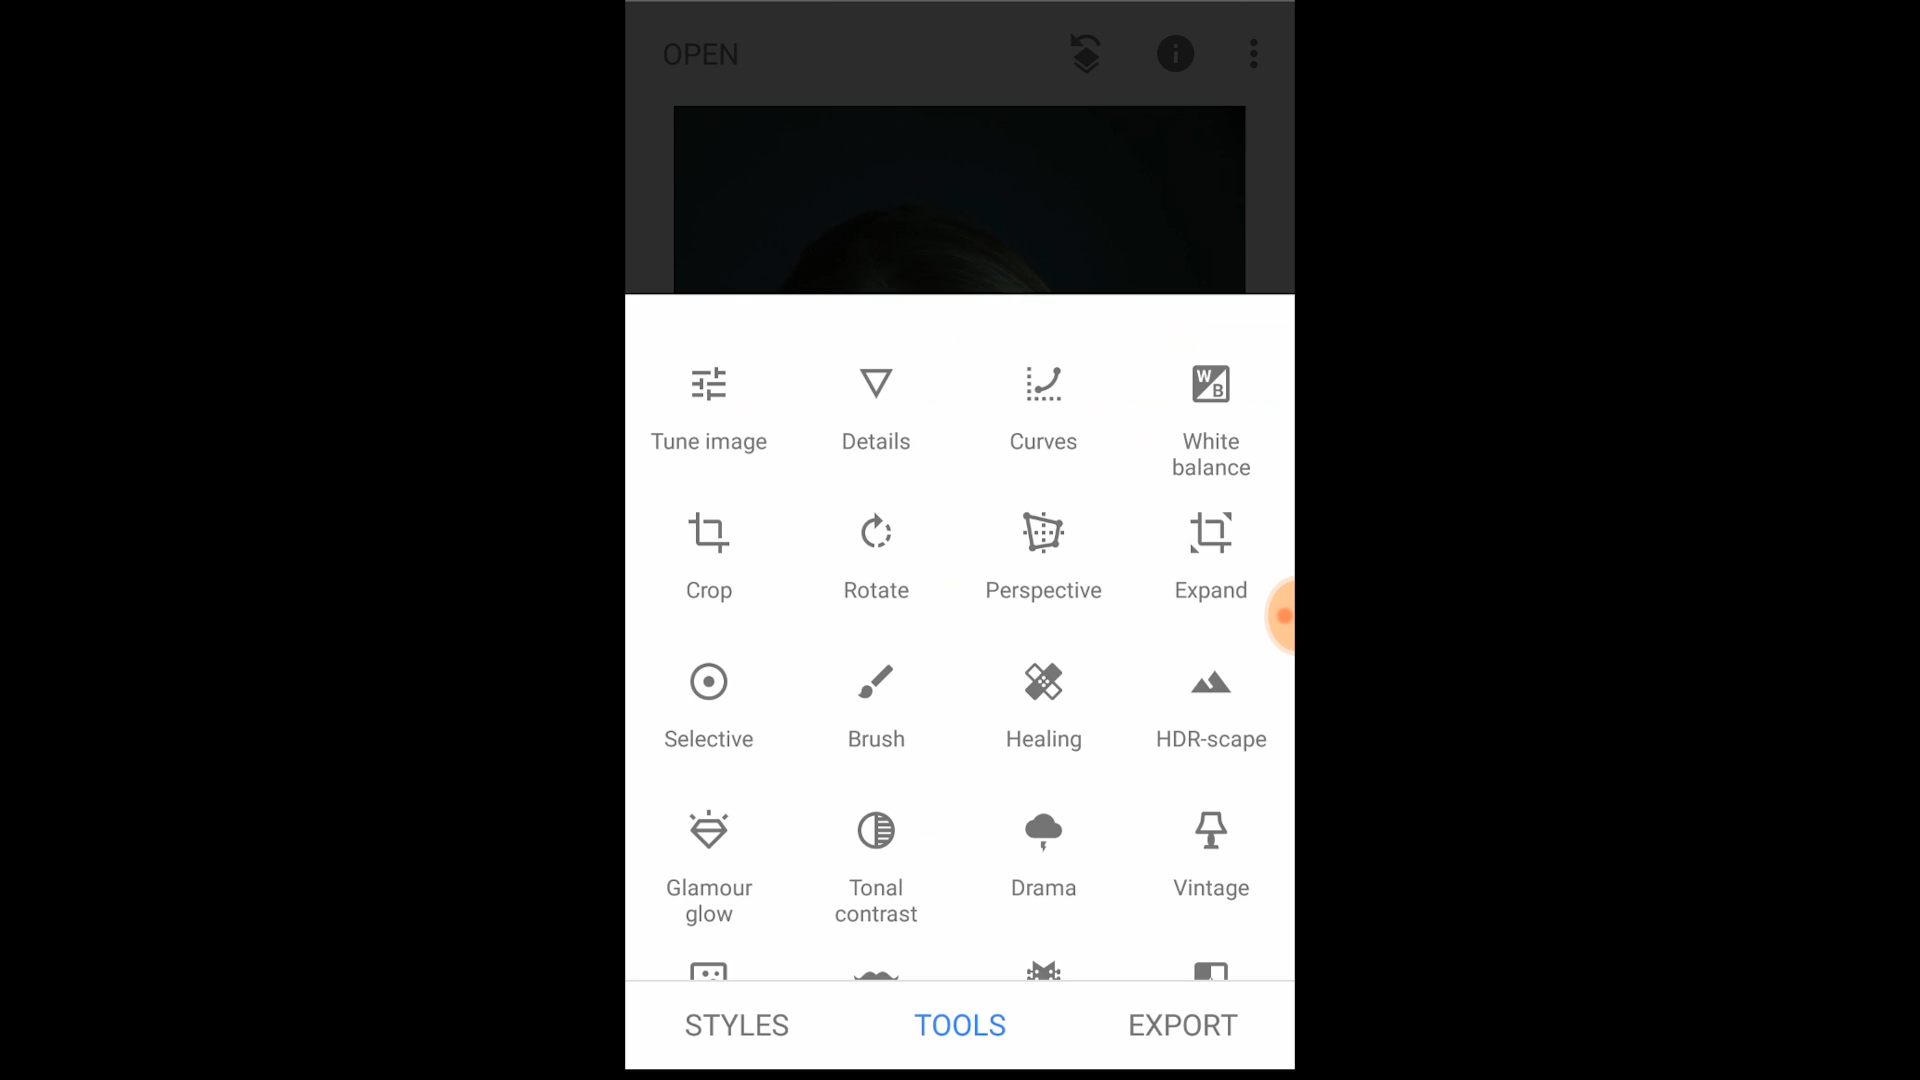 OPEN
Tune image
Details
Curves
White
balance
Crop
Rotate
Perspective
Expand
Selective
Brush
Healing
HDR-scape
Glamour
glow
Tonal
contrast
Drama
Vintage
STYLES
TOOLS
EXPORT